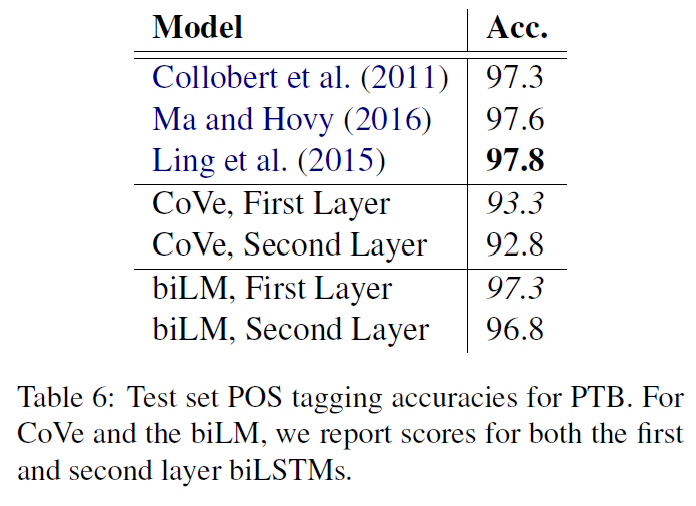 Model Acc.
Collobert et al. (2011) 97.3
Ma and Hovy (2016) 97.6
Ling et al. (2015) 97.8
CoVe, First Layer 93.3
CoVe, Second Layer 92.8
biLM, First Layer 97.3
biLM, Second Layer 96.8
Table 6: Test set POS tagging accuracies for PTB. For
CoVe and the biLM, we report scores for both the first
and second layer biLSTMs.